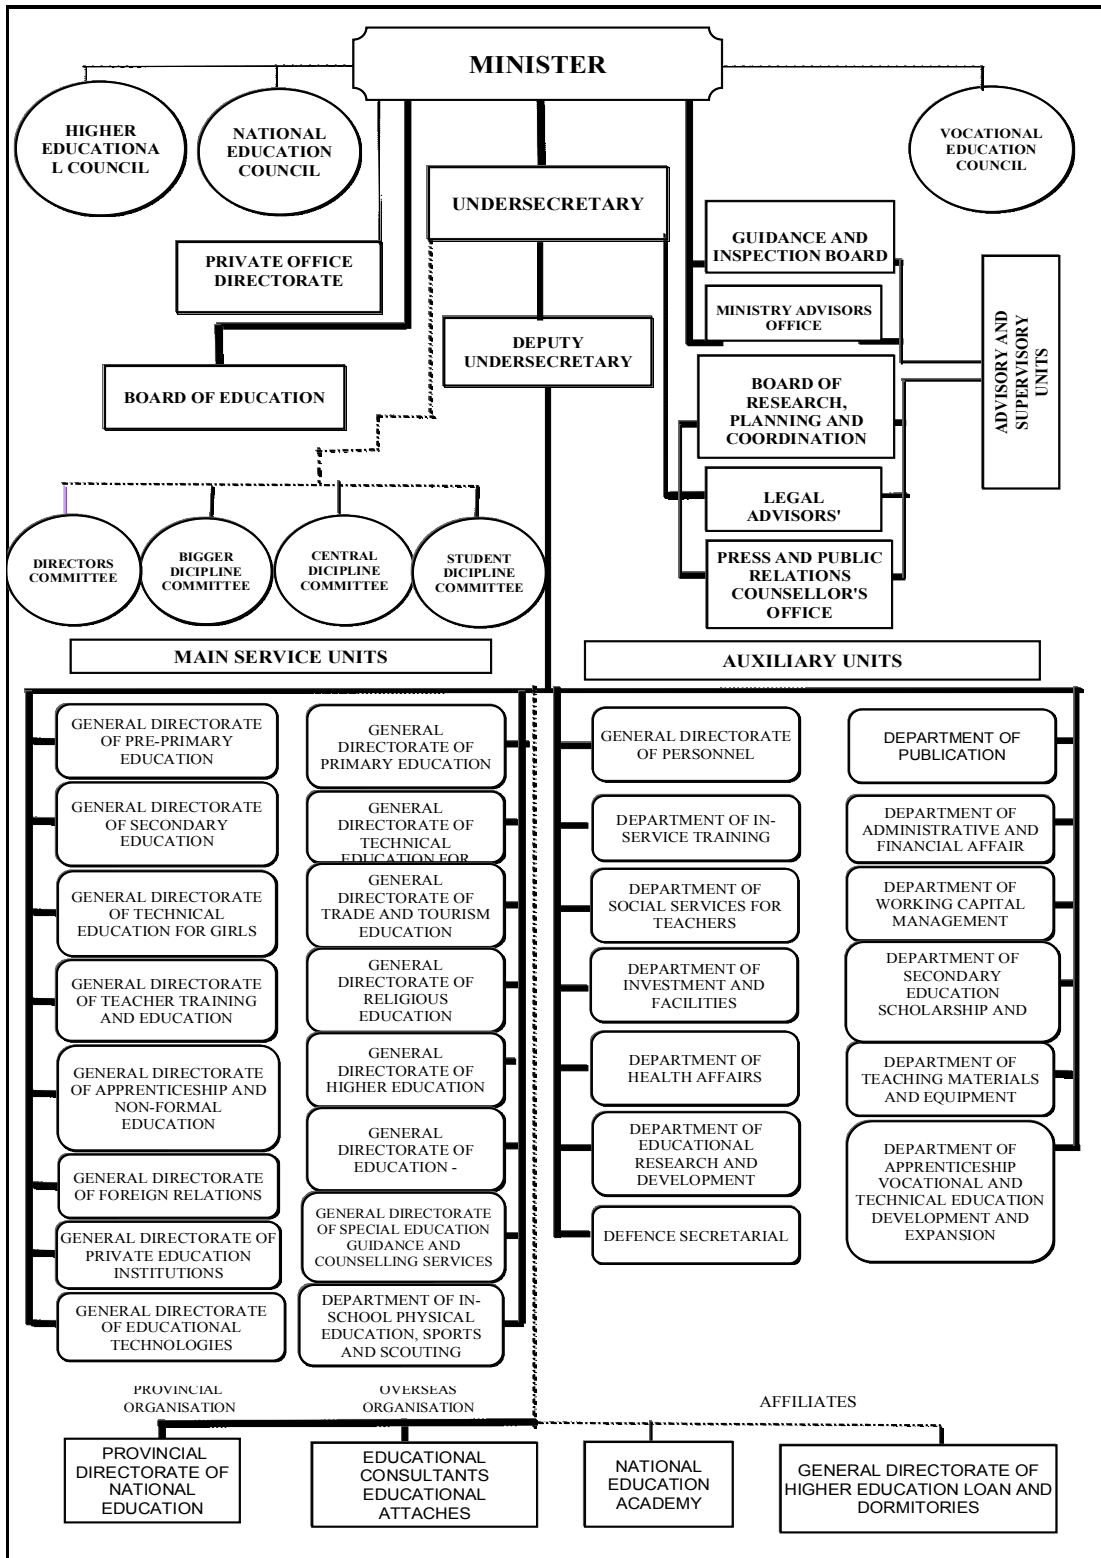 MINISTER
HIGHER
EDUCATIONA
L COUNCIL
NATIONAL
EDUCATION
COUNCIL
VOCATIONAL
EDUCATION
COUNCIL
UNDERSECRETARY
PRIVATE OFFICE
DIRECTORATE
GUIDANCE AND
INSPECTION BOARD
MINISTRY ADVISORS
OFFICE
ADVISORY AND
SUPERVISORY
UNITS
DEPUTY
UNDERSECRETARY
BOARD OF EDUCATION
BOARD OF
RESEARCH,
PLANNING AND
COORDINATION
LEGAL
ADVISORS'
PRESS AND PUBLIC
RELATIONS
COUNSELLOR'S
OFFICE
DIRECTORS
COMMITTEE
BIGGER
DICIPLINE
COMMITTEE
CENTRAL
DICIPLINE
COMMITTEE
STUDENT
DICIPLINE
COMMITTEE
MAIN SERVICE UNITS
AUXILIARY UNITS
GENERAL DIRECTORATE
OF PRE-PRIMARY
EDUCATION
GENERAL DIRECTORATE
OF SECONDARY
EDUCATION
GENERAL DIRECTORATE
OF TECHNICAL
EDUCATION FOR GIRLS
GENERAL DIRECTORATE
OF TEACHER TRAINING
AND EDUCATION
GENERAL DIRECTORATE
OF APPRENTICESHIP AND
NON-FORMAL
EDUCATION
GENERAL DIRECTORATE
OF FOREIGN RELATIONS
GENERAL DIRECTORATE OF
PRIVATE EDUCATION
INSTITUTIONS
GENERAL DIRECTORATE
OF EDUCATIONAL
TECHNOLOGIES
GENERAL
DIRECTORATE OF
PRIMARY EDUCATION
GENERAL
DIRECTORATE OF
TECHNICAL
EDUCATION FOR
GENERAL
DIRECTORATE OF
TRADE AND TOURISM
EDUCATION
GENERAL
DIRECTORATE OF
RELIGIOUS
EDUCATION
GENERAL
DIRECTORATE OF
HIGHER EDUCATION
GENERAL
DIRECTORATE OF
EDUCATION -
GENERAL DIRECTORATE
OF SPECIAL EDUCATION
GUIDANCE AND
COUNSELLING SERVICES
DEPARTMENT OF IN-
SCHOOL PHYSICAL
EDUCATION, SPORTS
AND SCOUTING
GENERAL DIRECTORATE
OF PERSONNEL
DEPARTMENT OF IN-
SERVICE TRAINING
DEPARTMENT OF
SOCIAL SERVICES FOR
TEACHERS
DEPARTMENT OF
INVESTMENT AND
FACILITIES
DEPARTMENT OF
HEALTH AFFAIRS
DEPARTMENT OF
EDUCATIONAL
RESEARCH AND
DEVELOPMENT
DEFENCE SECRETARIAL
DEPARTMENT OF
PUBLICATION
DEPARTMENT OF
ADMINISTRATIVE AND
FINANCIAL AFFAIR
DEPARTMENT OF
WORKING CAPITAL
MANAGEMENT
DEPARTMENT OF
SECONDARY
EDUCATION
SCHOLARSHIP AND
DEPARTMENT OF
TEACHING MATERIALS
AND EQUIPMENT
DEPARTMENT OF
APPRENTICESHIP
VOCATIONAL AND
TECHNICAL EDUCATION
DEVELOPMENT AND
EXPANSION
PROVINCIAL
ORGANISATION
OVERSEAS
ORGANISATION
AFFILIATES
PROVINCIAL
DIRECTORATE OF
NATIONAL
EDUCATION
EDUCATIONAL
CONSULTANTS
EDUCATIONAL
ATTACHES
NATIONAL
EDUCATION
ACADEMY
GENERAL DIRECTORATE OF
HIGHER EDUCATION LOAN AND
DORMITORIES